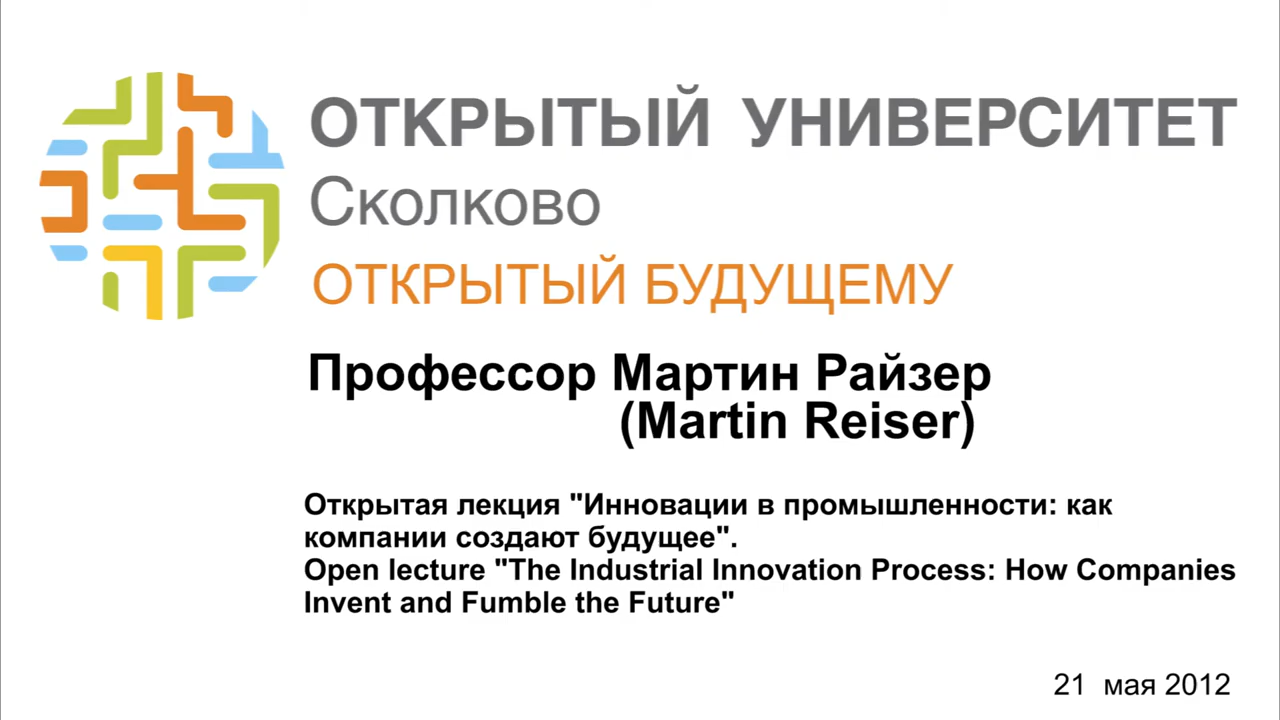 ОТКРЫТЫЙ УНИВЕРСИТЕТ
Сколково
ОТКРЫТЫЙ БУДУЩЕМУ
Профессор Мартин Райзер
(Martin Reiser)
Открытая лекция "Инновации в промышленности: как
компании создают будущее".
Open lecture "The Industrial Innovation Process: How Companies
Invent and Fumble the Future"
21 мая 2012